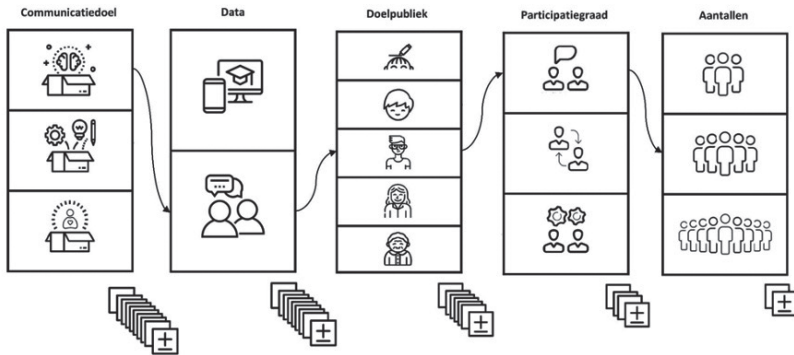 Communicatiedoel
Data
Doelpubliek
Participatiegraad
Aantallen